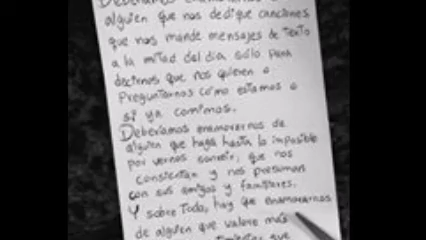 Deberíamos enamorarnos
alguien que nos dedique canciones,
que nos mande mensajes de texto
a la mitad del día sólo para
decirnos que nos quieren o
preguntarnos cómo estamos o
si ya comimos.
Deberíamos enamorarnos de
alguien que haga hasta lo imposible
por vernos sonreír, que nos
consientan y nos presuman
con sus amigos y familiares.
Y sobre todo, hay que enamorarnos
de alguien que valore más
que